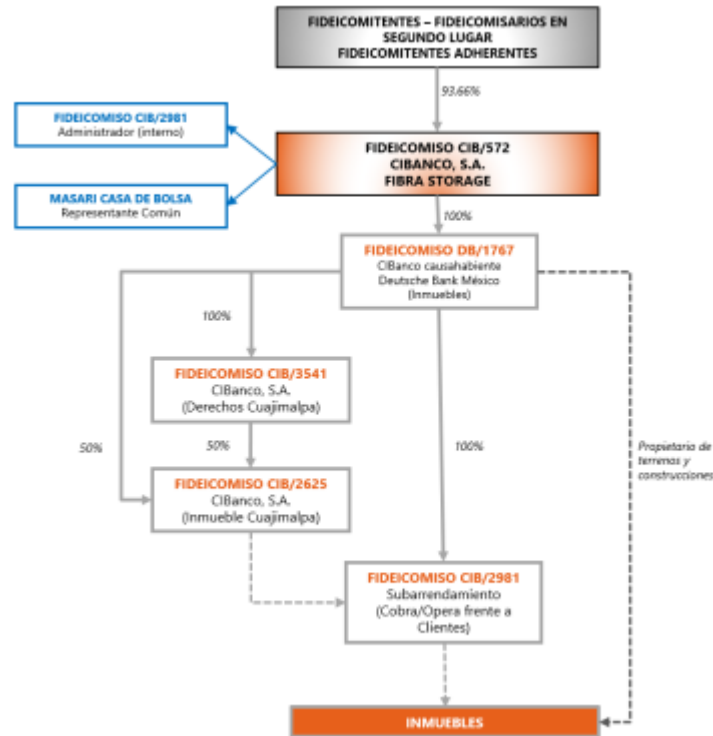 FIDEICOMITENTES – FIDEICOMISARIOS EN
SEGUNDO LUGAR
FIDEICOMITENTES ADHERENTES
93.66%
FIDEICOMISO CIB/2981
Administrador (interno)
FIDEICOMISO CIB/572
CIBANCO, S.A.
FIBRA STORAGE
MASARI CASA DE BOLSA
Representante Común
100%
FIDEICOMISO DB/1767
CIBanco causahabiente
Deutsche Bank México
(Inmuebles)
100%
FIDEICOMISO CIB/3541
CIBanco, S.A.
(Derechos Cuajimalpa)
50%
50%
100%
Propietario de
terrenos y
construcciones
FIDEICOMISO CIB/2625
CIBanco, S.A.
(Inmueble Cuajimalpa)
FIDEICOMISO CIB/2981
Subarrendamiento
(Cobra/Opera frente a
Clientes)
INMUEBLES